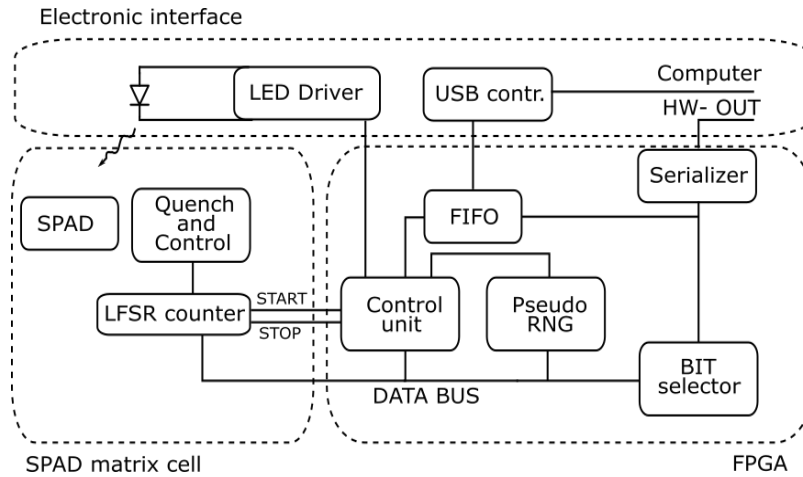 Electronic interface
LED Driver
USB contr.
Computer
HW- OUT
Serializer
SPAD
Quench
and
Control
FIFO
LFSR counter
START
STOP
Control
unit
Pseudo
RNG
BIT
selector
DATA BUS
SPAD matrix cell
FPGA